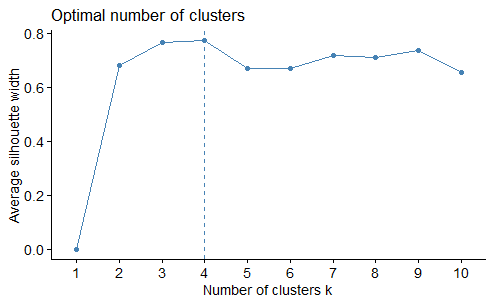 Optimal number of clusters
0.8
0.6
0.4
0.2
0.0
Average silhouette width
1 2 3 4 5 6 7 8 9 10
Number of clusters k